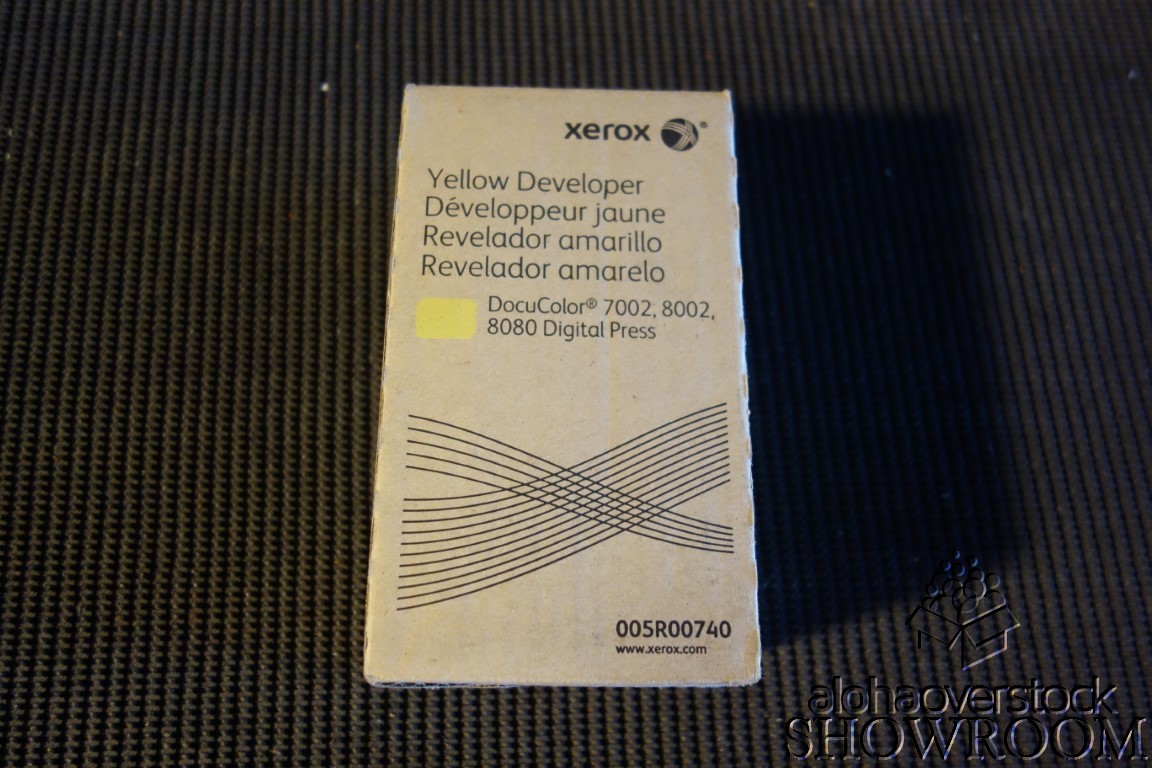 xerox ®
Yellow Developer
Développeur jaune
Revelador amarillo
Revelador amarelo
DocuColor® 7002, 8002,
8080 Digital Press
005R00740
www.xerox.com
alohaoverstock
SHOWROOM